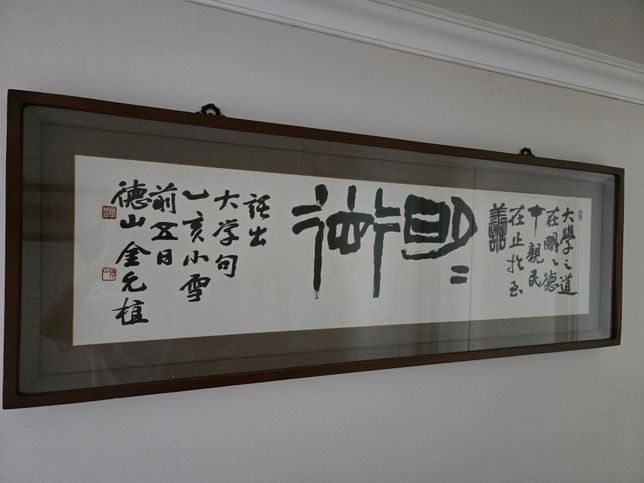 大學之道
在明〻德
在親民
在止於至
善
明〻德
語出
大学句
乙亥小雪
前五日
德山金允植